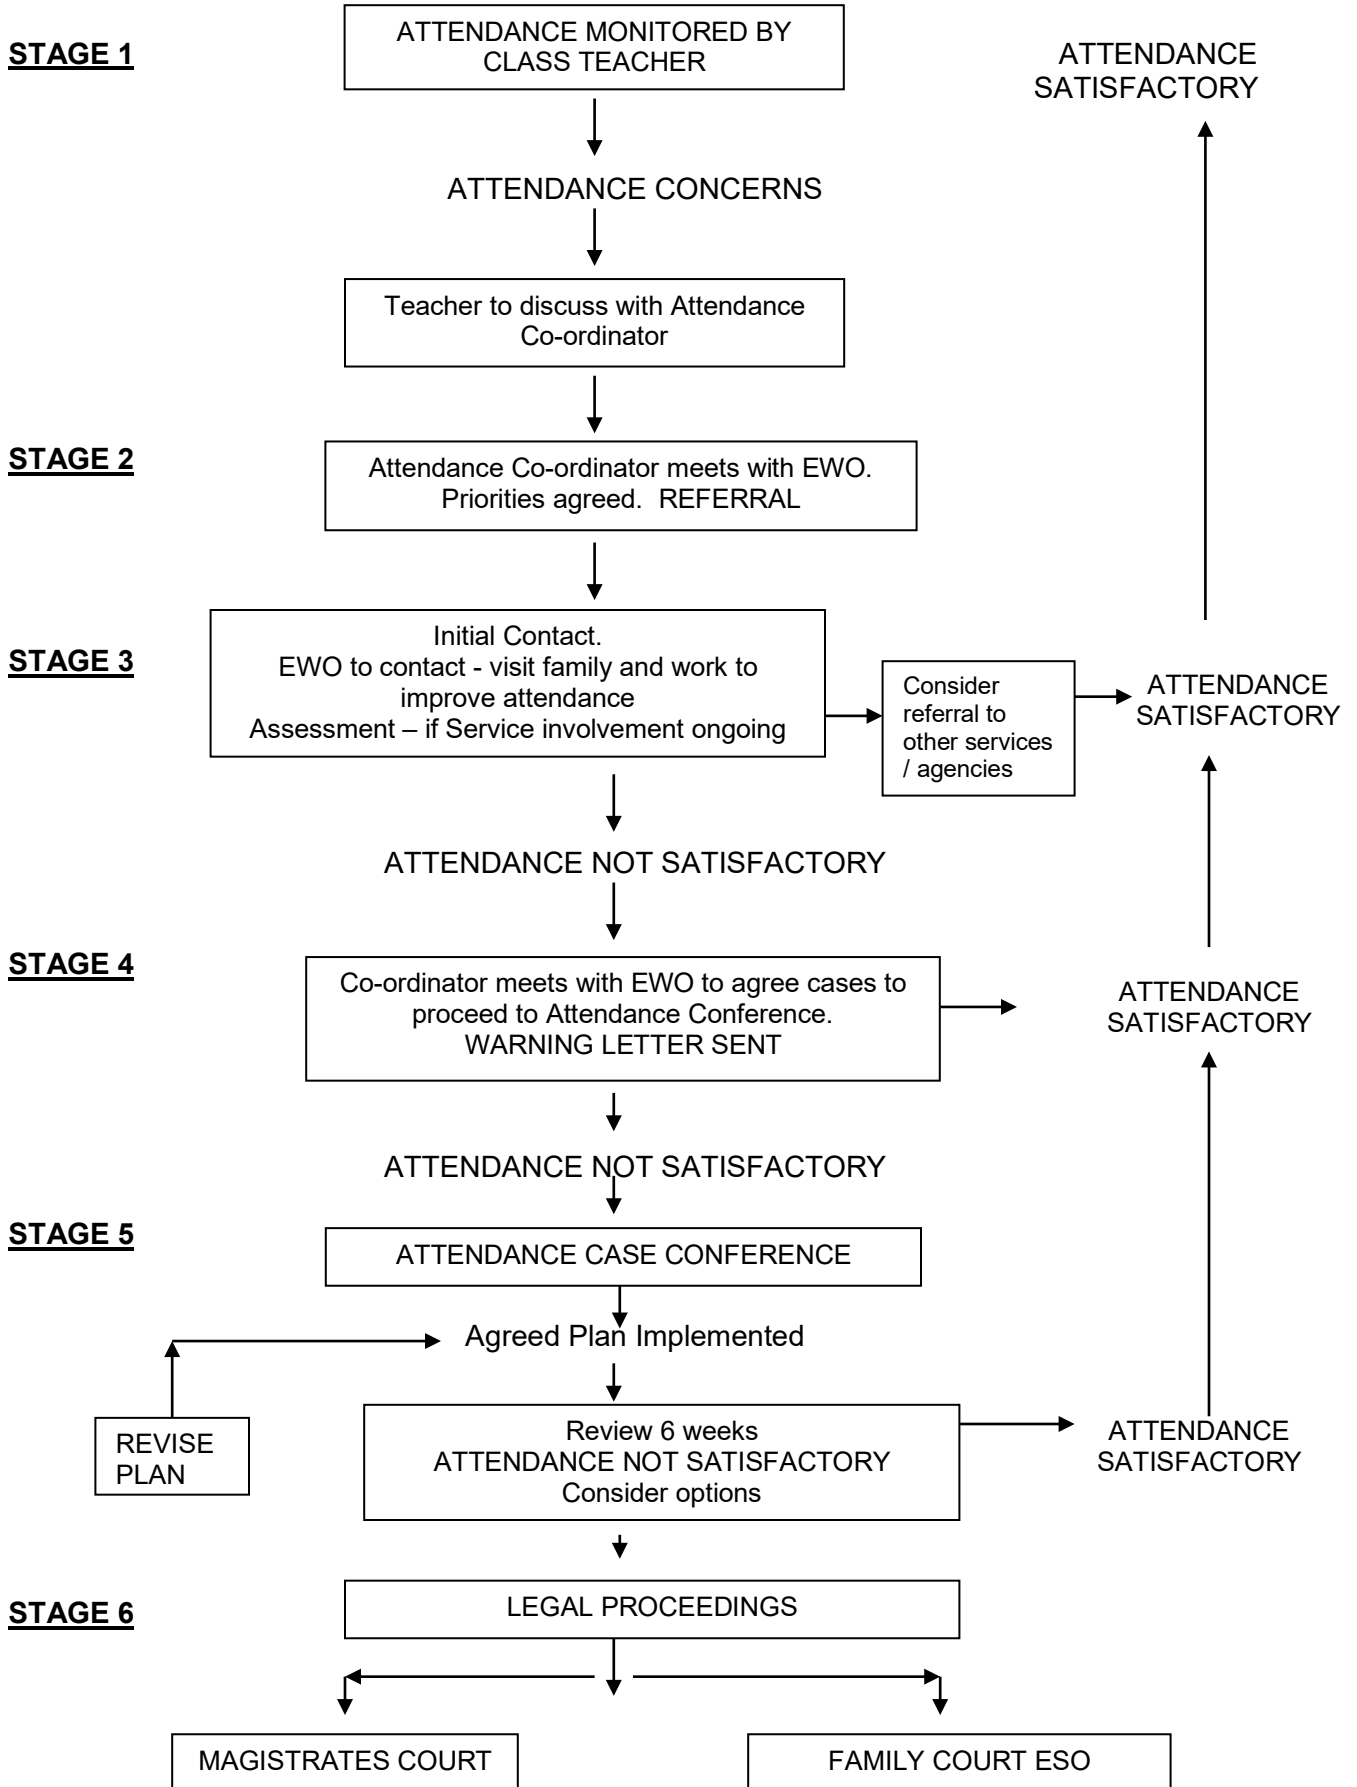 STAGE 1
ATTENDANCE MONITORED BY
CLASS TEACHER
ATTENDANCE
SATISFACTORY
ATTENDANCE CONCERNS
Teacher to discuss with Attendance
Co-ordinator
STAGE 2
Attendance Co-ordinator meets with EWO.
Priorities agreed.  REFERRAL
STAGE 3
Initial Contact.
EWO to contact - visit family and work to
improve attendance
Assessment – if Service involvement ongoing
Consider
referral to
other services
/ agencies
ATTENDANCE
SATISFACTORY
ATTENDANCE NOT SATISFACTORY
STAGE 4
Co-ordinator meets with EWO to agree cases to
proceed to Attendance Conference.
WARNING LETTER SENT
ATTENDANCE
SATISFACTORY
ATTENDANCE NOT SATISFACTORY
STAGE 5
ATTENDANCE CASE CONFERENCE
Agreed Plan Implemented
REVISE
PLAN
Review 6 weeks
ATTENDANCE NOT SATISFACTORY
Consider options
ATTENDANCE
SATISFACTORY
STAGE 6
LEGAL PROCEEDINGS
MAGISTRATES COURT
FAMILY COURT ESO